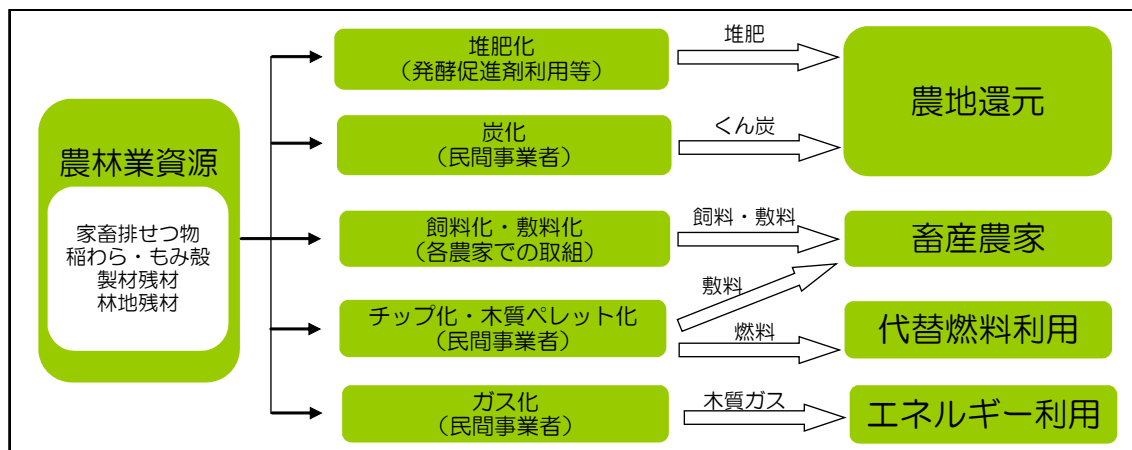 農林業資源
家畜排せつ物
稲わら・もみ殻
製材残材
林地残材
堆肥化
（発酵促進剤利用等）
堆肥
農地還元
炭化
（民間事業者）
くん炭
飼料化・敷料化
（各農家での取組）
飼料・敷料
畜産農家
チップ化・木質ペレット化
（民間事業者）
敷料
燃料
代替燃料利用
ガス化
（民間事業者）
木質ガス
エネルギー利用